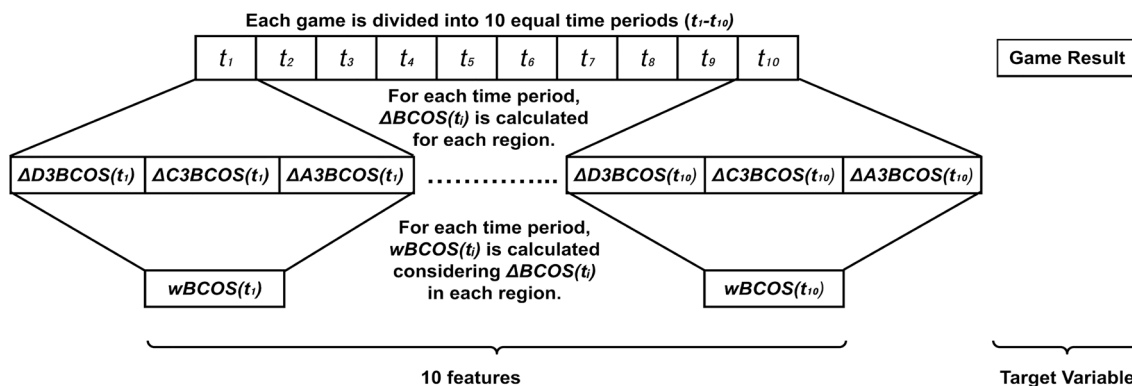 Each game is divided into 10 equal time periods (t₁-t₁₀)
t₁ t₂ t₃ t₄ t₅ t₆ t₇ t₈ t₉ t₁₀
Game Result
For each time period,
ΔBCOS(tᵢ) is calculated
for each region.
ΔD3BCOS(t₁) ΔC3BCOS(t₁) ΔA3BCOS(t₁) ................ ΔD3BCOS(t₁₀) ΔC3BCOS(t₁₀) ΔA3BCOS(t₁₀)
For each time period,
wBCOS(tᵢ) is calculated
considering ΔBCOS(tᵢ)
in each region.
wBCOS(t₁) wBCOS(t₁₀)
10 features
Target Variable